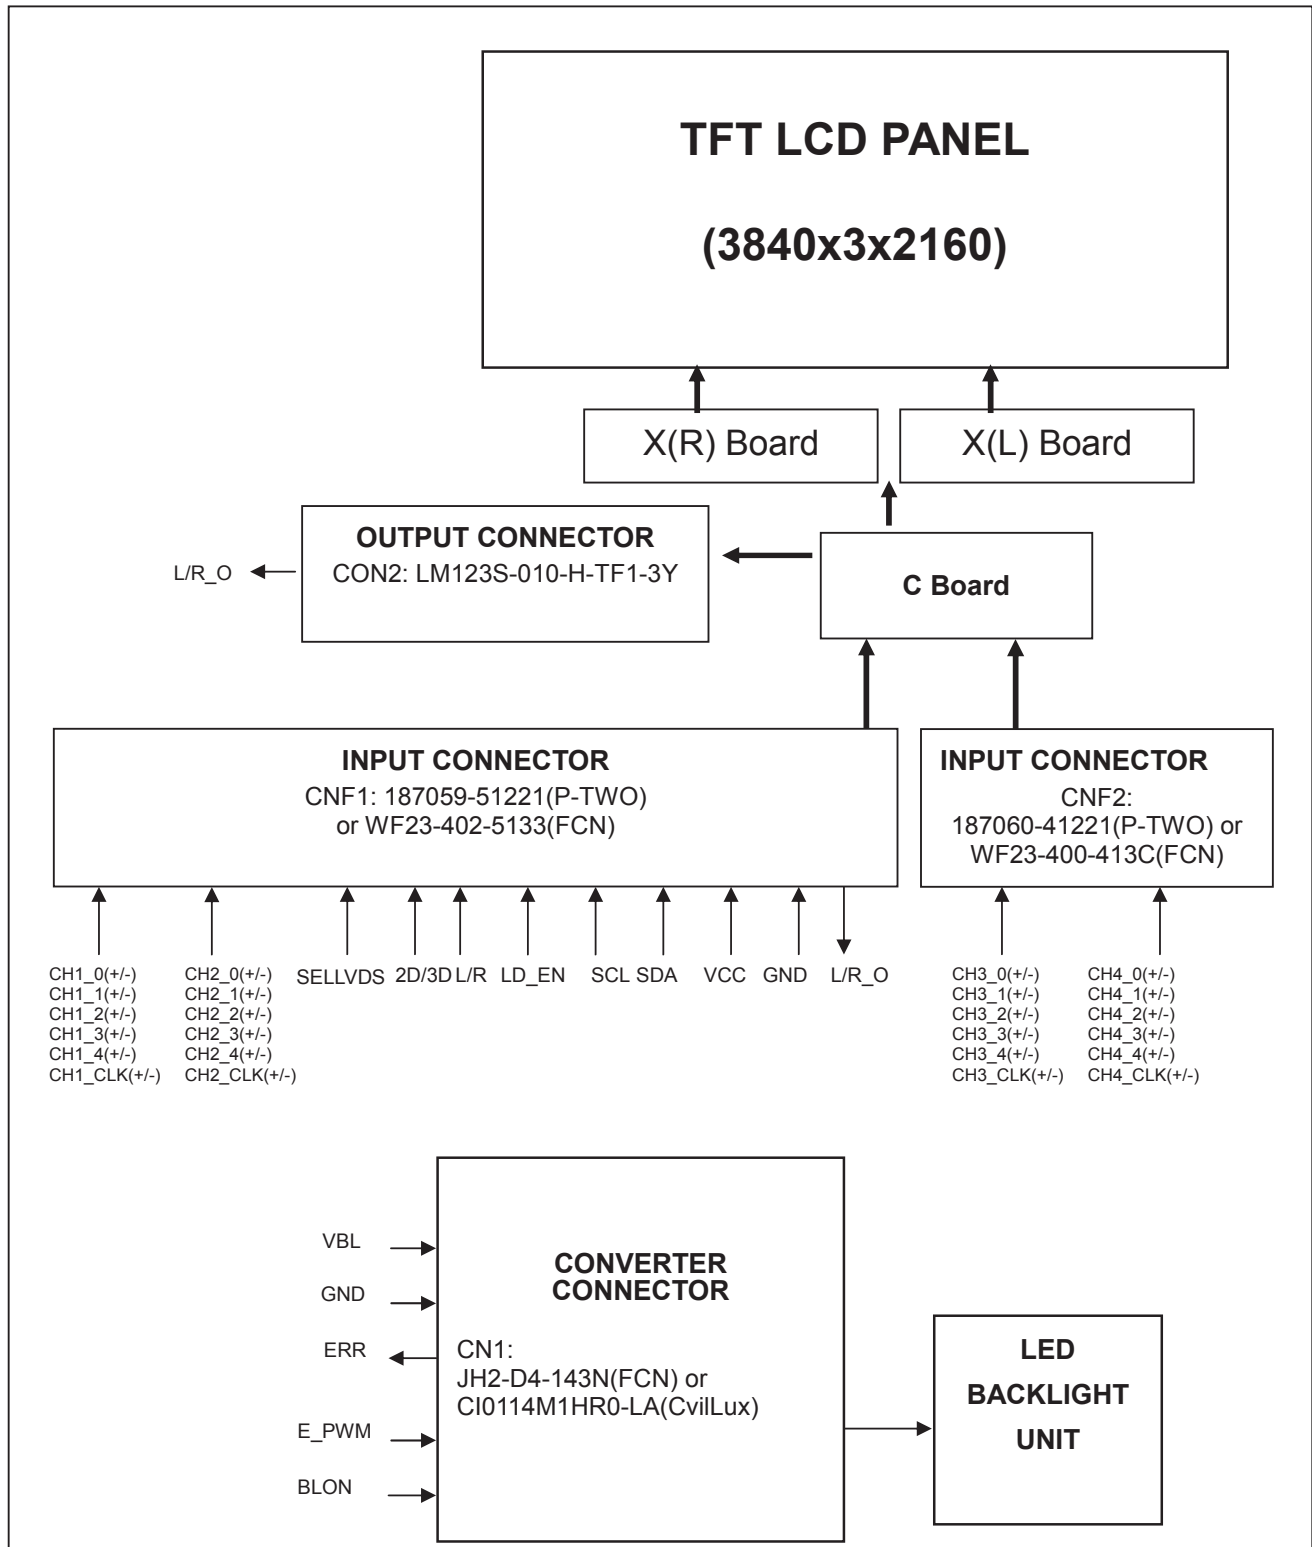 TFT LCD PANEL
(3840x3x2160)
X(R) Board
X(L) Board
OUTPUT CONNECTOR
CON2: LM123S-010-H-TF1-3Y
L/R_O
C Board
INPUT CONNECTOR
CNF1: 187059-51221(P-TWO)
or WF23-402-5133(FCN)
INPUT CONNECTOR
CNF2:
187060-41221(P-TWO) or
WF23-400-413C(FCN)
CH1_0(+/-)
CH1_1(+/-)
CH1_2(+/-)
CH1_3(+/-)
CH1_4(+/-)
CH1_CLK(+/-)
CH2_0(+/-)
CH2_1(+/-)
CH2_2(+/-)
CH2_3(+/-)
CH2_4(+/-)
CH2_CLK(+/-)
SELLVDS
2D/3D
L/R
LD_EN
SCL
SDA
VCC
GND
L/R_O
CH3_0(+/-)
CH3_1(+/-)
CH3_2(+/-)
CH3_3(+/-)
CH3_4(+/-)
CH3_CLK(+/-)
CH4_0(+/-)
CH4_1(+/-)
CH4_2(+/-)
CH4_3(+/-)
CH4_4(+/-)
CH4_CLK(+/-)
VBL
GND
ERR
E_PWM
BLON
CONVERTER
CONNECTOR
CN1:
JH2-D4-143N(FCN) or
CI0114M1HR0-LA(CvilLux)
LED
BACKLIGHT
UNIT